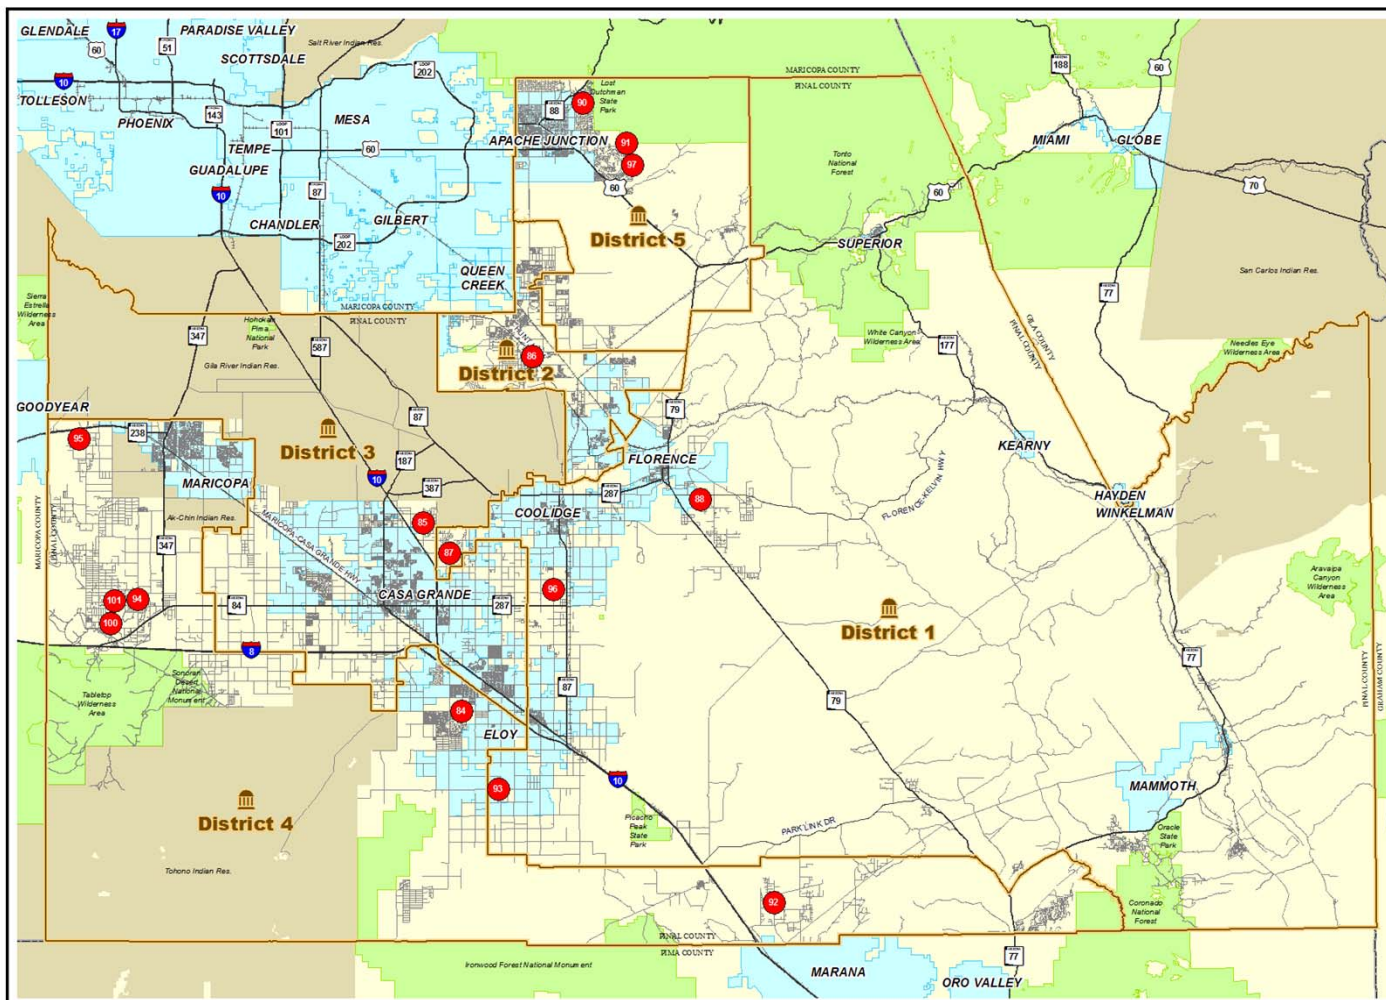 GLENDALE
PARADISE VALLEY
17
60
51
SCOTTSDALE
Salt River Indian Res.
LOOP
202
10
TOLLESON
PHOENIX
143
LOOP
101
MESA
TEMPE
60
GUADALUPE
10
87
CHANDLER
GILBERT
LOOP
202
QUEEN
CREEK
MARICOPA COUNTY
PINAL COUNTY
88
90
Lost
Dutchman
State
Park
APACHE JUNCTION
91
97
60
District 5
MARICOPA COUNTY
PINAL COUNTY
188
60
MIAMI
GLOBE
70
Tonto
National
Forest
60
SUPERIOR
San Carlos Indian Res.
77
White Canyon
Wilderness Area
177
GILA COUNTY
PINAL COUNTY
Needles Eye
Wilderness Area
Sierra
Estrella
Wilderness
Area
347
Hohokam
Pima
National
Park
587
Gila River Indian Res.
86
District 2
GOODYEAR
95
238
MARICOPA
District 3
87
187
10
387
79
FLORENCE
88
287
COOLIDGE
FLORENCE-KELVIN HWY
KEARNY
HAYDEN
WINKELMAN
MARICOPA COUNTY
PINAL COUNTY
Ak-Chin Indian Res.
347
MARICOPA-CASA GRANDE HWY
85
87
CASA GRANDE
96
287
84
101
94
100
8
District 1
Aravaipa
Canyon
Wilderness
Area
77
PINAL COUNTY
GRAHAM COUNTY
Tabletop
Wilderness
Area
Sonoran
Desert
National
Monument
84
ELOY
87
79
93
10
District 4
Tohono Indian Res.
Picacho
Peak
State
Park
PARK LINK DR
MAMMOTH
Oracle
State
Park
92
Coronado
National
Forest
PINAL COUNTY
PIMA COUNTY
Ironwood Forest National Monument
MARANA
77
ORO VALLEY